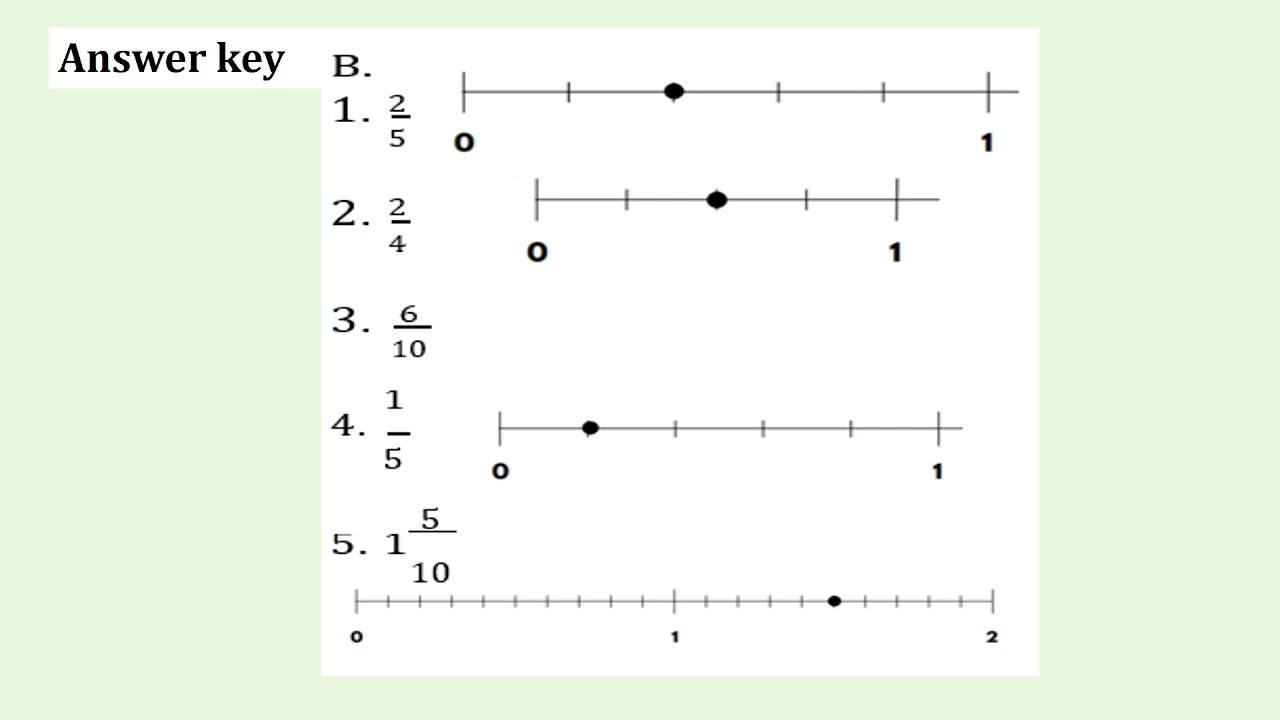 Answer key
B.
1. 2/5
0 1
2. 2/4
0 1
3. 6/10
4. 1/5
0 1
5. 1 5/10
0 1 2